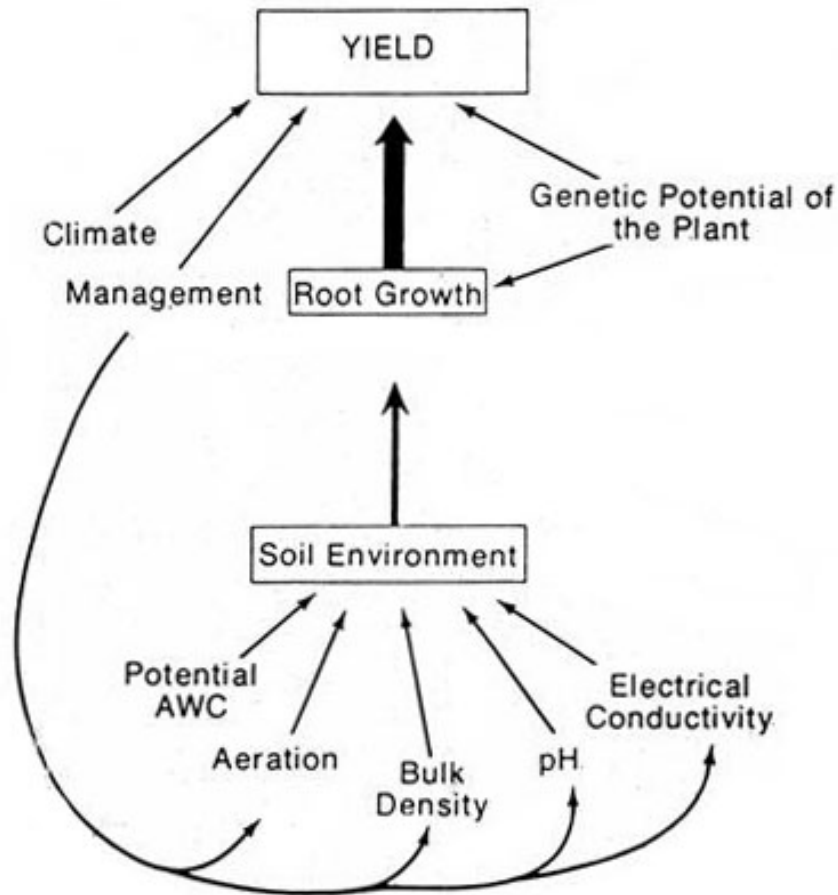 YIELD
Climate
Genetic Potential of
the Plant
Management
Root Growth
Soil Environment
Potential
AWC
Electrical
Conductivity
Aeration
Bulk
Density
pH